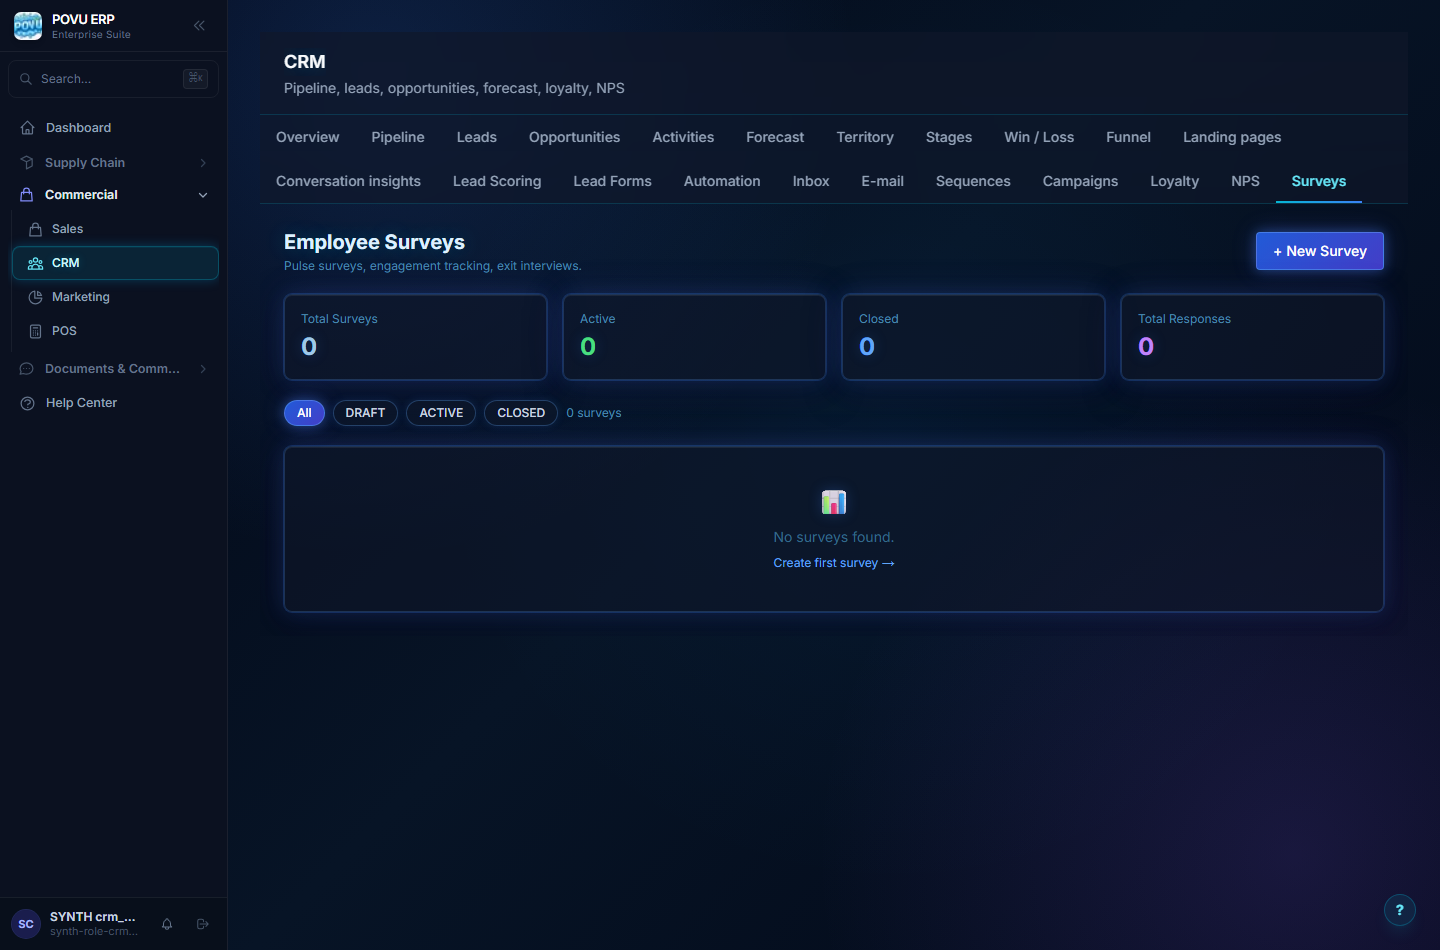 POVU ERP
Enterprise Suite
Search...
⌘K
Dashboard
Supply Chain
Commercial
Sales
CRM
Marketing
POS
Documents & Comm...
Help Center
SC
SYNTH crm_...
synth-role-crm...
CRM
Pipeline, leads, opportunities, forecast, loyalty, NPS
Overview Pipeline Leads Opportunities Activities Forecast Territory Stages Win / Loss Funnel Landing pages
Conversation insights Lead Scoring Lead Forms Automation Inbox E-mail Sequences Campaigns Loyalty NPS Surveys
Employee Surveys
Pulse surveys, engagement tracking, exit interviews.
+ New Survey
Total Surveys Active Closed Total Responses
0 0 0 0
All DRAFT ACTIVE CLOSED 0 surveys
No surveys found.
Create first survey →
?